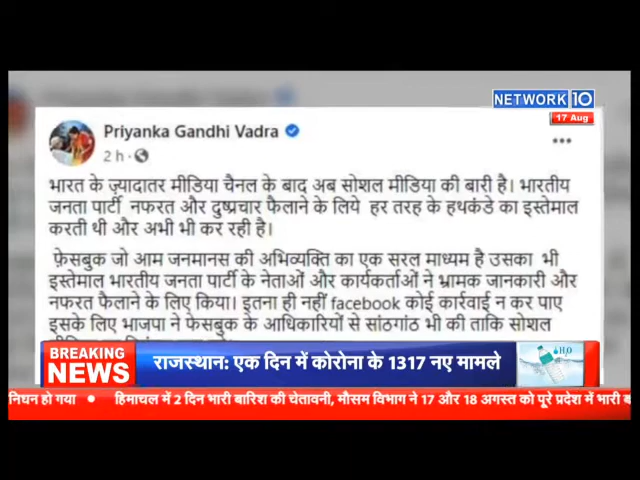 NETWORK 10
17 Aug
Priyanka Gandhi Vadra
2 h ·
भारत के ज़्यादातर मीडिया चैनल के बाद अब सोशल मीडिया की बारी है। भारतीय
जनता पार्टी नफरत और दुष्प्रचार फैलाने के लिये हर तरह के हथकंडे का इस्तेमाल
करती थी और अभी भी कर रही है।
फ़ेसबुक जो आम जनमानस की अभिव्यक्ति का एक सरल माध्यम है उसका भी
इस्तेमाल भारतीय जनता पार्टी के नेताओं और कार्यकर्ताओं ने भ्रामक जानकारी और
नफरत फैलाने के लिए किया। इतना ही नहीं facebook कोई कार्रवाई न कर पाए
इसके लिए भाजपा ने फेसबुक के आधिकारियों से सांठगांठ भी की ताकि सोशल
BREAKING
NEWS
राजस्थान: एक दिन में कोरोना के 1317 नए मामले
H₂O
निधन हो गया • हिमाचल में 2 दिन भारी बारिश की चेतावनी, मौसम विभाग ने 17 और 18 अगस्त को पूरे प्रदेश में भारी